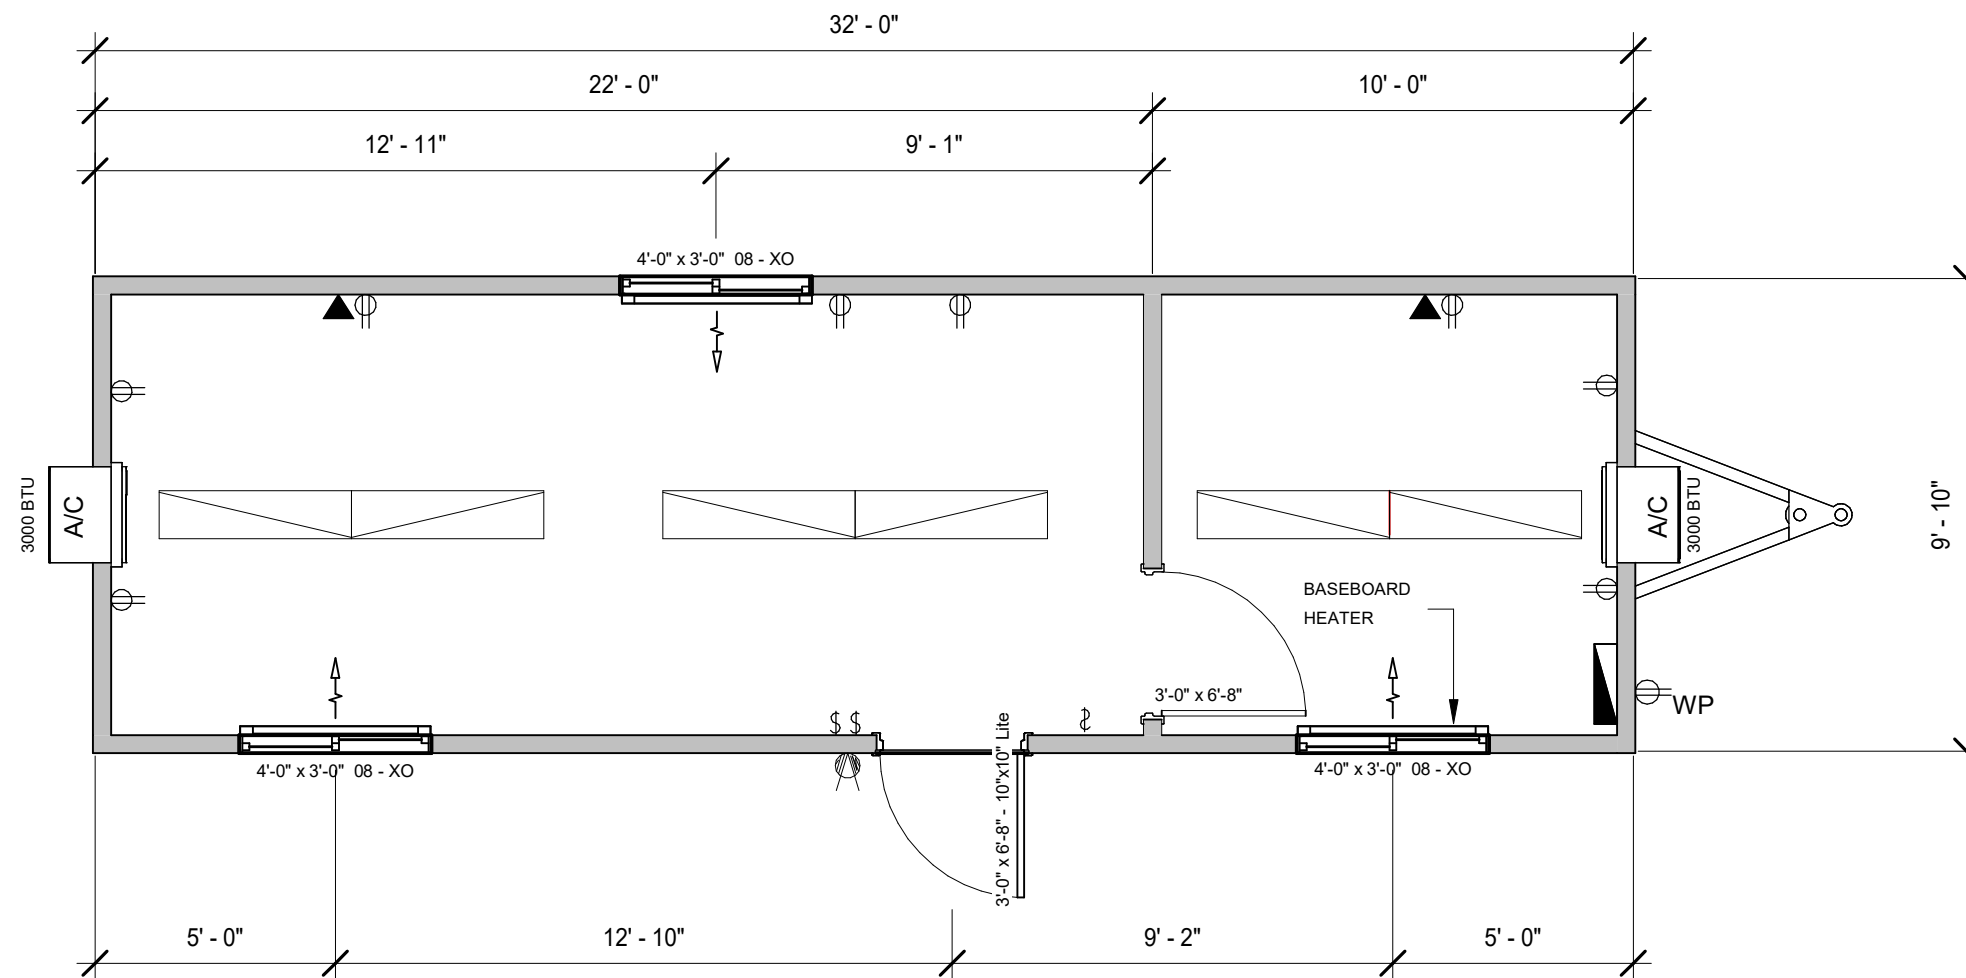 32' - 0"
22' - 0"
10' - 0"
12' - 11"
9' - 1"
4'-0" x 3'-0" 08 - XO
3000 BTU
A/C
A/C
3000 BTU
9' - 10"
BASEBOARD
HEATER
3'-0" x 6'-8"
WP
$ $
$
3'-0" x 6'-8" - 10"x10" Lite
4'-0" x 3'-0" 08 - XO
4'-0" x 3'-0" 08 - XO
5' - 0"
12' - 10"
9' - 2"
5' - 0"